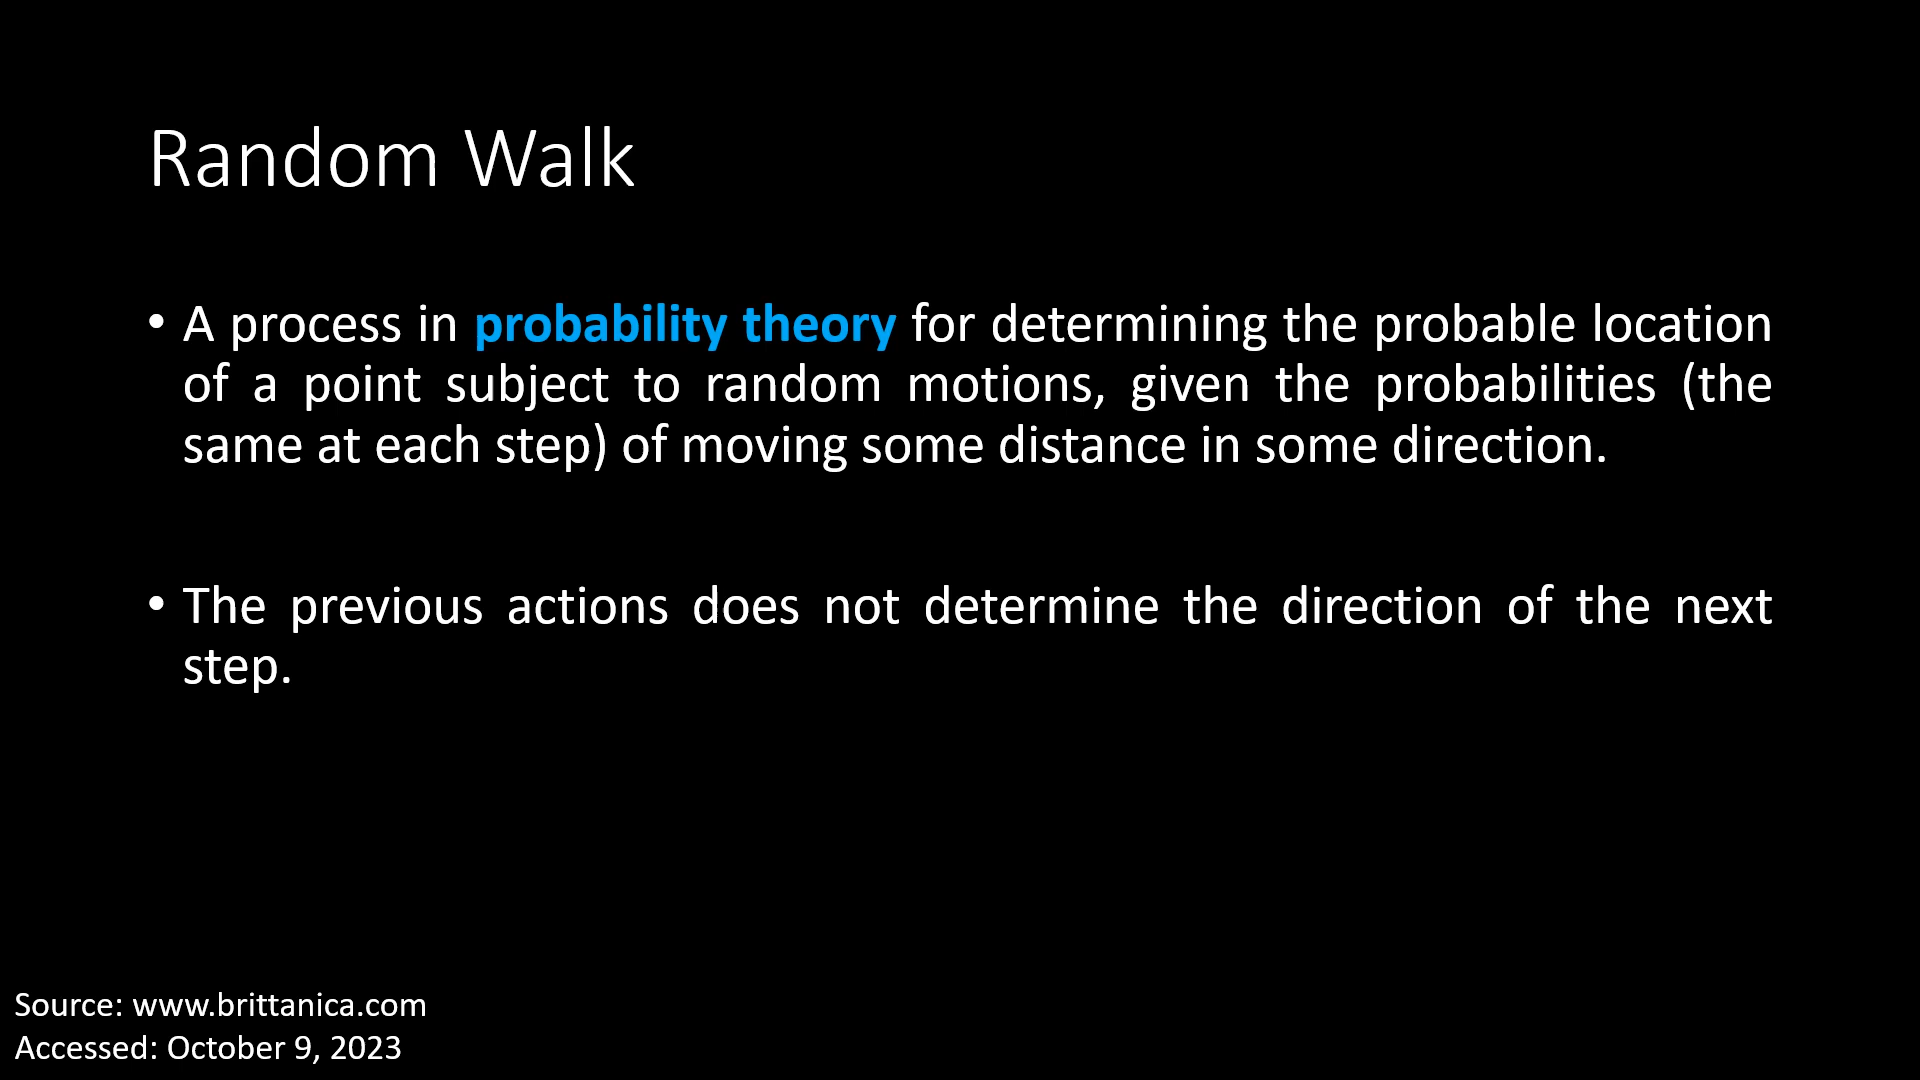 Random Walk
• A process in probability theory for determining the probable location
of a point subject to random motions, given the probabilities (the
same at each step) of moving some distance in some direction.
• The previous actions does not determine the direction of the next
step.
Source: www.brittanica.com
Accessed: October 9, 2023